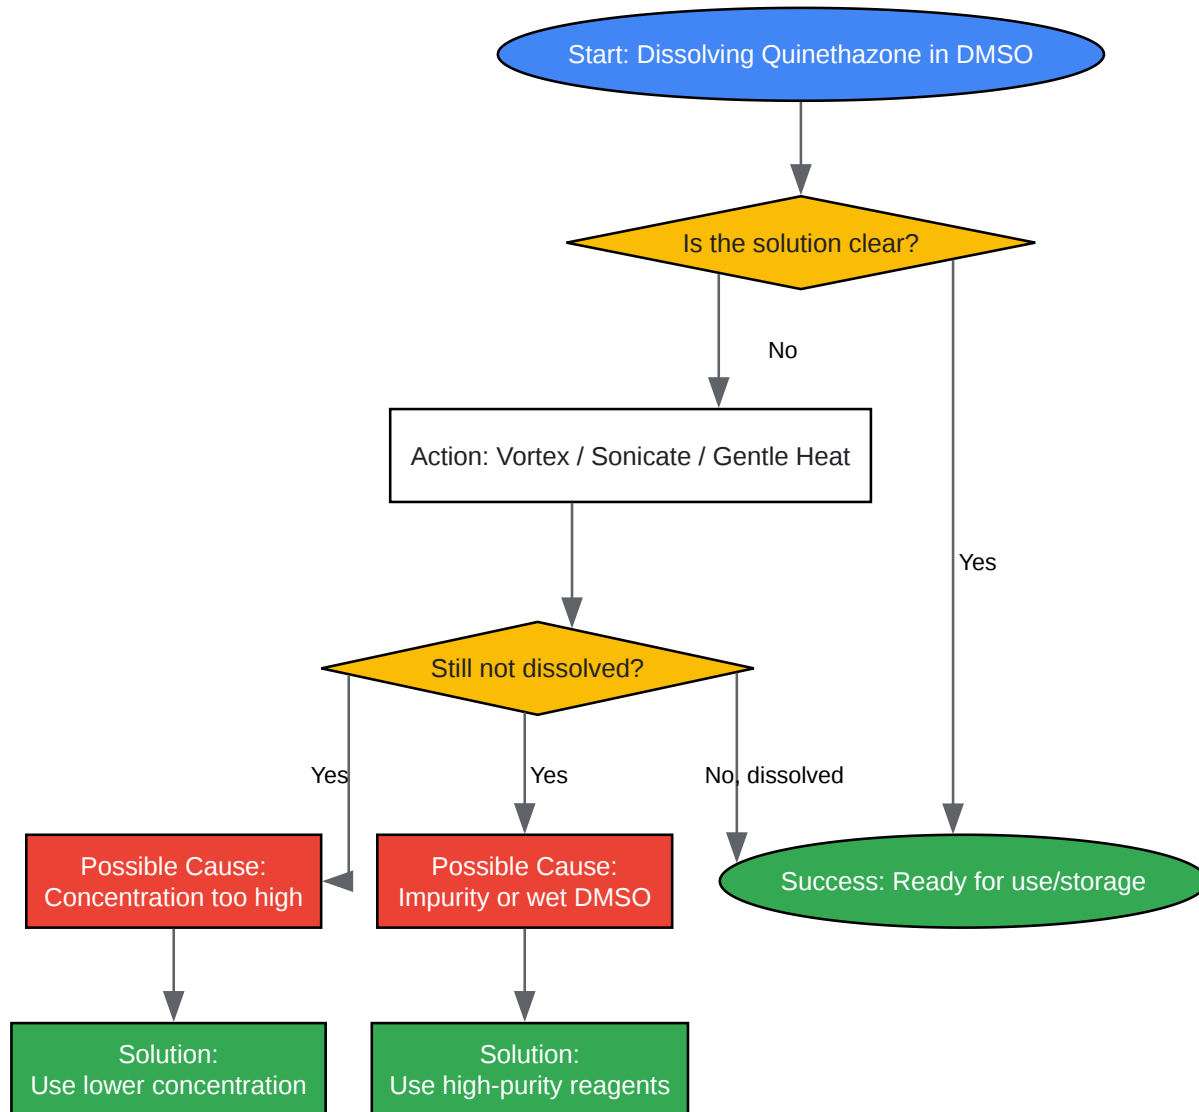 Start: Dissolving Quinethazone in DMSO
Is the solution clear?
No
Action: Vortex / Sonicate / Gentle Heat
Yes
Still not dissolved?
Yes
Yes
No, dissolved
Possible Cause:
Concentration too high
Possible Cause:
Impurity or wet DMSO
Success: Ready for use/storage
Solution:
Use lower concentration
Solution:
Use high-purity reagents